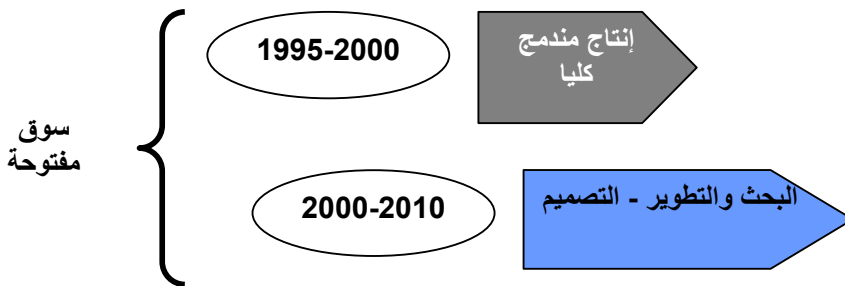 1995-2000
إنتاج مندمج
كليا
سوق
مفتوحة
2000-2010
البحث والتطوير - التصميم